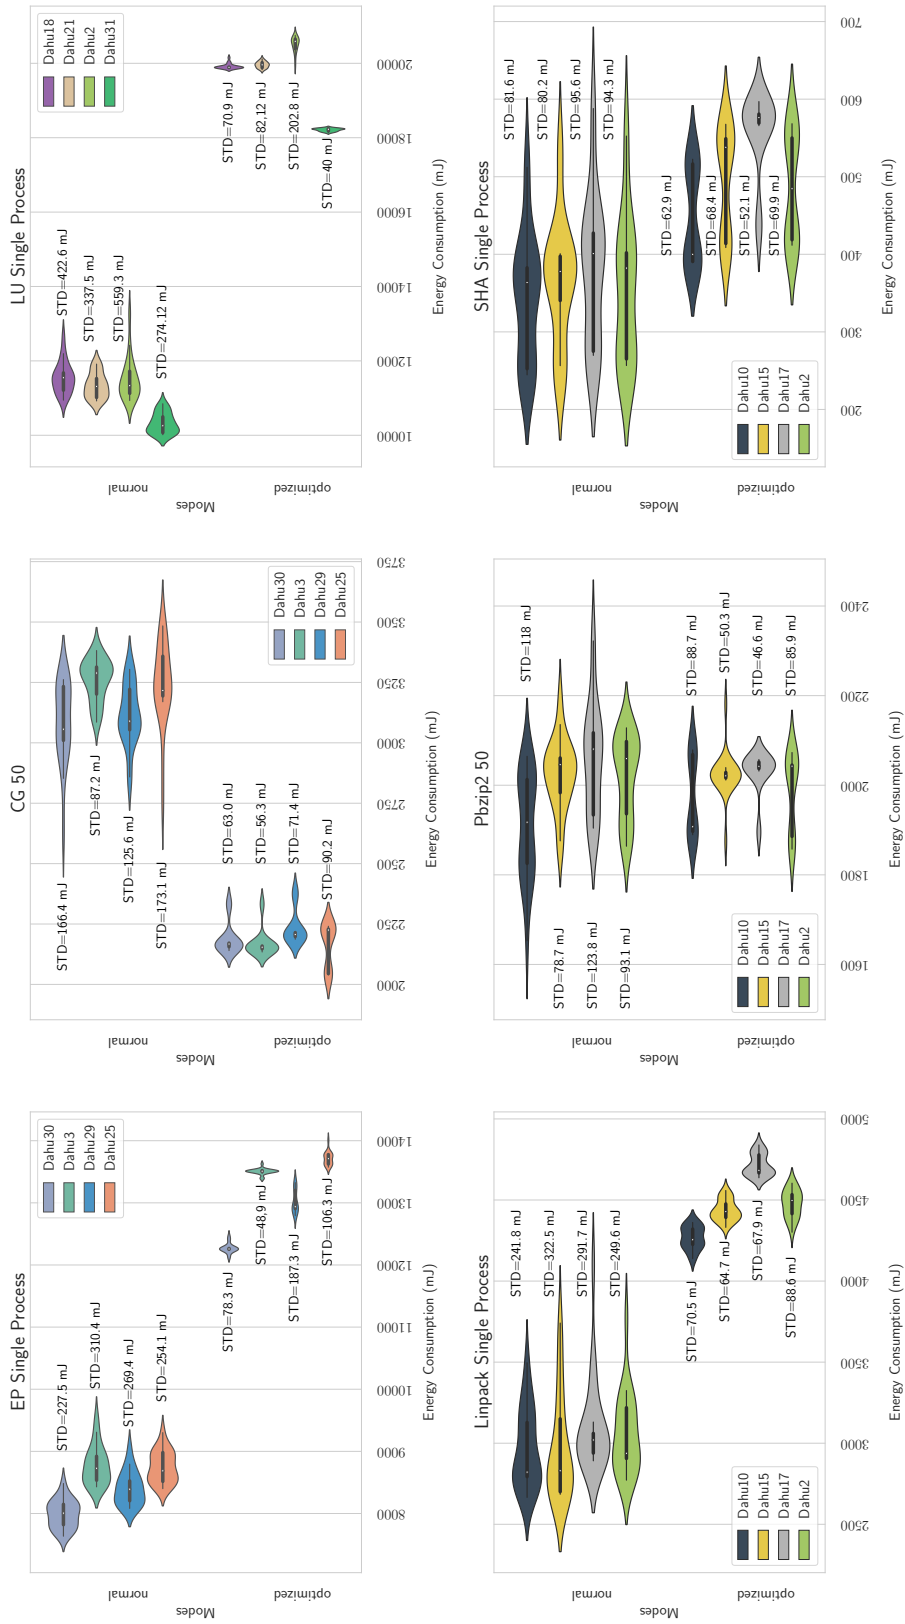 EP Single Process
Dahu30
Dahu3
Dahu29
Dahu25
STD=227.5 mJ
STD=310.4 mJ
STD=269.4 mJ
STD=254.1 mJ
STD=78.3 mJ
STD=48,9 mJ
STD=187.3 mJ
STD=106.3 mJ
normal
optimized
Modes
8000
9000
10000
11000
12000
13000
14000
Energy Consumption (mJ)
CG 50
STD=166.4 mJ
STD=87.2 mJ
STD=125.6 mJ
STD=173.1 mJ
STD=63.0 mJ
STD=56.3 mJ
STD=71.4 mJ
STD=90.2 mJ
Dahu30
Dahu3
Dahu29
Dahu25
normal
optimized
Modes
2000
2250
2500
2750
3000
3250
3500
3750
Energy Consumption (mJ)
LU Single Process
Dahu18
Dahu21
Dahu2
Dahu31
STD=422.6 mJ
STD=337.5 mJ
STD=559.3 mJ
STD=274.12 mJ
STD=70.9 mJ
STD=82,12 mJ
STD=202.8 mJ
STD=40 mJ
normal
optimized
Modes
10000
12000
14000
16000
18000
20000
Energy Consumption (mJ)
Linpack Single Process
STD=241.8 mJ
STD=322.5 mJ
STD=291.7 mJ
STD=249.6 mJ
STD=70.5 mJ
STD=64.7 mJ
STD=67.9 mJ
STD=88.6 mJ
Dahu10
Dahu15
Dahu17
Dahu2
normal
optimized
Modes
2500
3000
3500
4000
4500
5000
Energy Consumption (mJ)
Pbzip2 50
STD=118 mJ
STD=78.7 mJ
STD=123.8 mJ
STD=93.1 mJ
STD=88.7 mJ
STD=50.3 mJ
STD=46.6 mJ
STD=85.9 mJ
Dahu10
Dahu15
Dahu17
Dahu2
normal
optimized
Modes
1600
1800
2000
2200
2400
Energy Consumption (mJ)
SHA Single Process
STD=81.6 mJ
STD=80.2 mJ
STD=95.6 mJ
STD=94.3 mJ
STD=62.9 mJ
STD=68.4 mJ
STD=52.1 mJ
STD=69.9 mJ
Dahu10
Dahu15
Dahu17
Dahu2
normal
optimized
Modes
200
300
400
500
600
700
Energy Consumption (mJ)